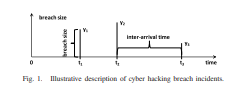 breach size
breach size
Y₁
Y₂
inter-arrival time
Y₃
0
t₁
t₂
t₃
time
Fig. 1. Illustrative description of cyber hacking breach incidents.